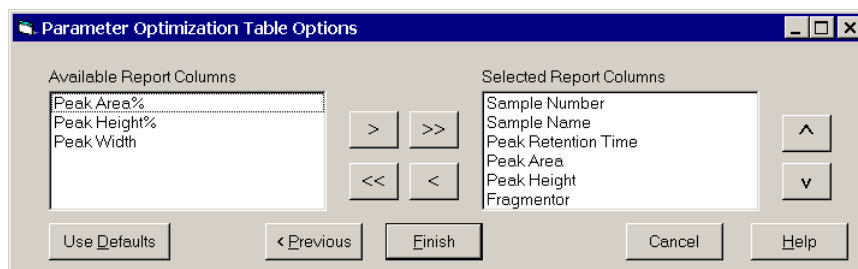 Parameter Optimization Table Options
Available Report Columns
Peak Area%
Peak Height%
Peak Width
>
>>
<<
<
Selected Report Columns
Sample Number
Sample Name
Peak Retention Time
Peak Area
Peak Height
Fragmentor
^
v
Use Defaults
< Previous
Finish
Cancel
Help